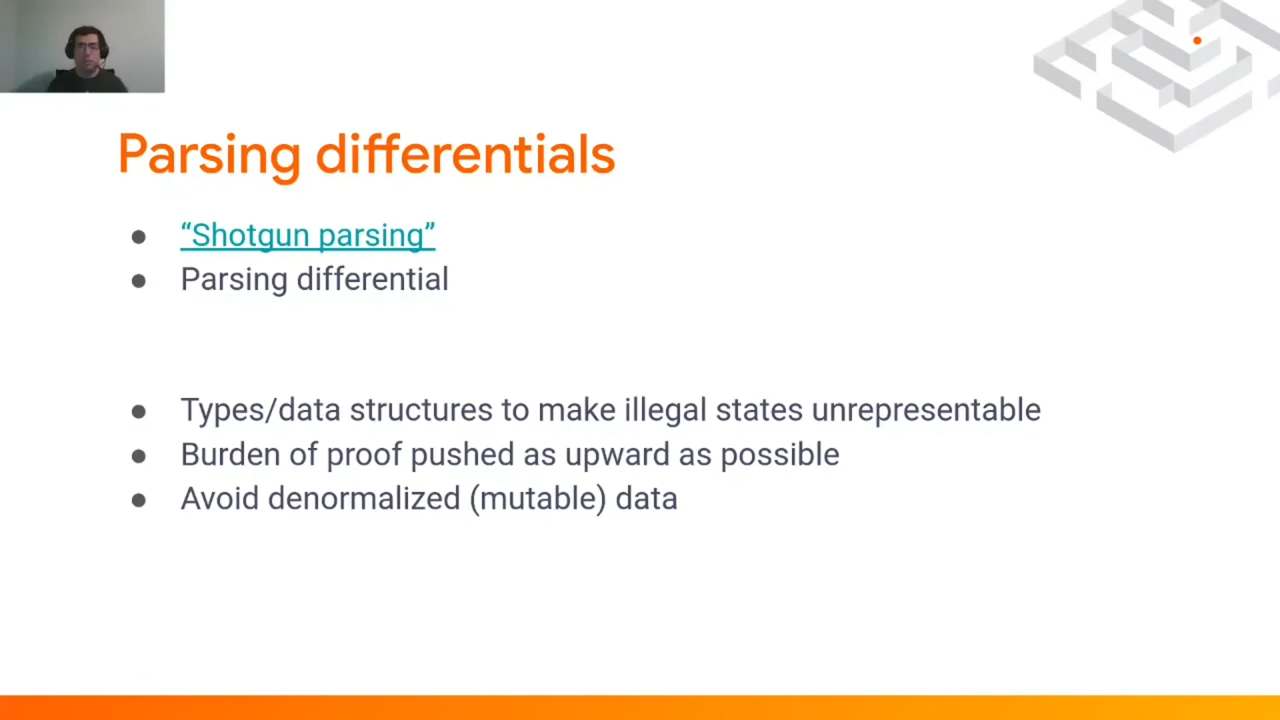 Parsing differentials
● “Shotgun parsing”
● Parsing differential
● Types/data structures to make illegal states unrepresentable
● Burden of proof pushed as upward as possible
● Avoid denormalized (mutable) data